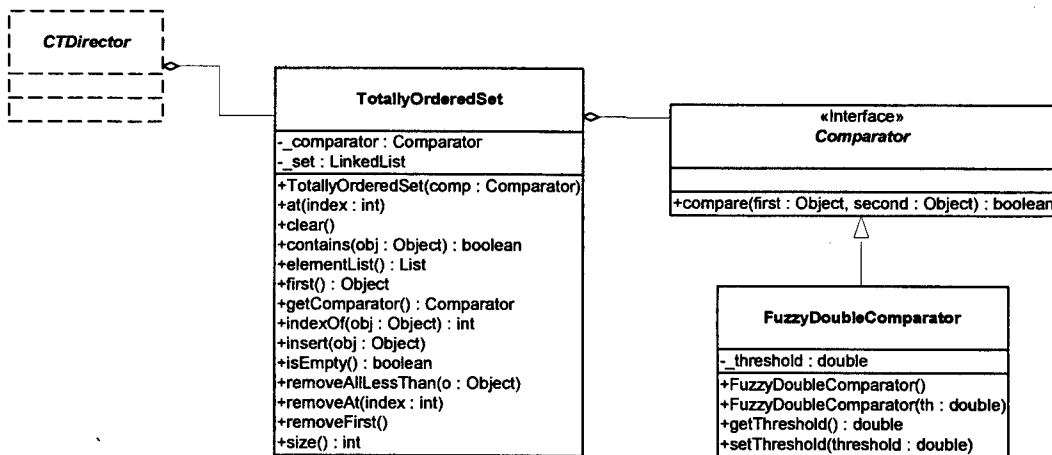 CTDirector
TotallyOrderedSet
-_comparator : Comparator
-_set : LinkedList
+TotallyOrderedSet(comp : Comparator)
+at(index : int)
+clear()
+contains(obj : Object) : boolean
+elementList() : List
+first() : Object
+getComparator() : Comparator
+indexOf(obj : Object) : int
+insert(obj : Object)
+isEmpty() : boolean
+removeAllLessThan(o : Object)
+removeAt(index : int)
+removeFirst()
+size() : int
«Interface»
Comparator
+compare(first : Object, second : Object) : boolean
FuzzyDoubleComparator
-_threshold : double
+FuzzyDoubleComparator()
+FuzzyDoubleComparator(th : double)
+getThreshold() : double
+setThreshold(threshold : double)